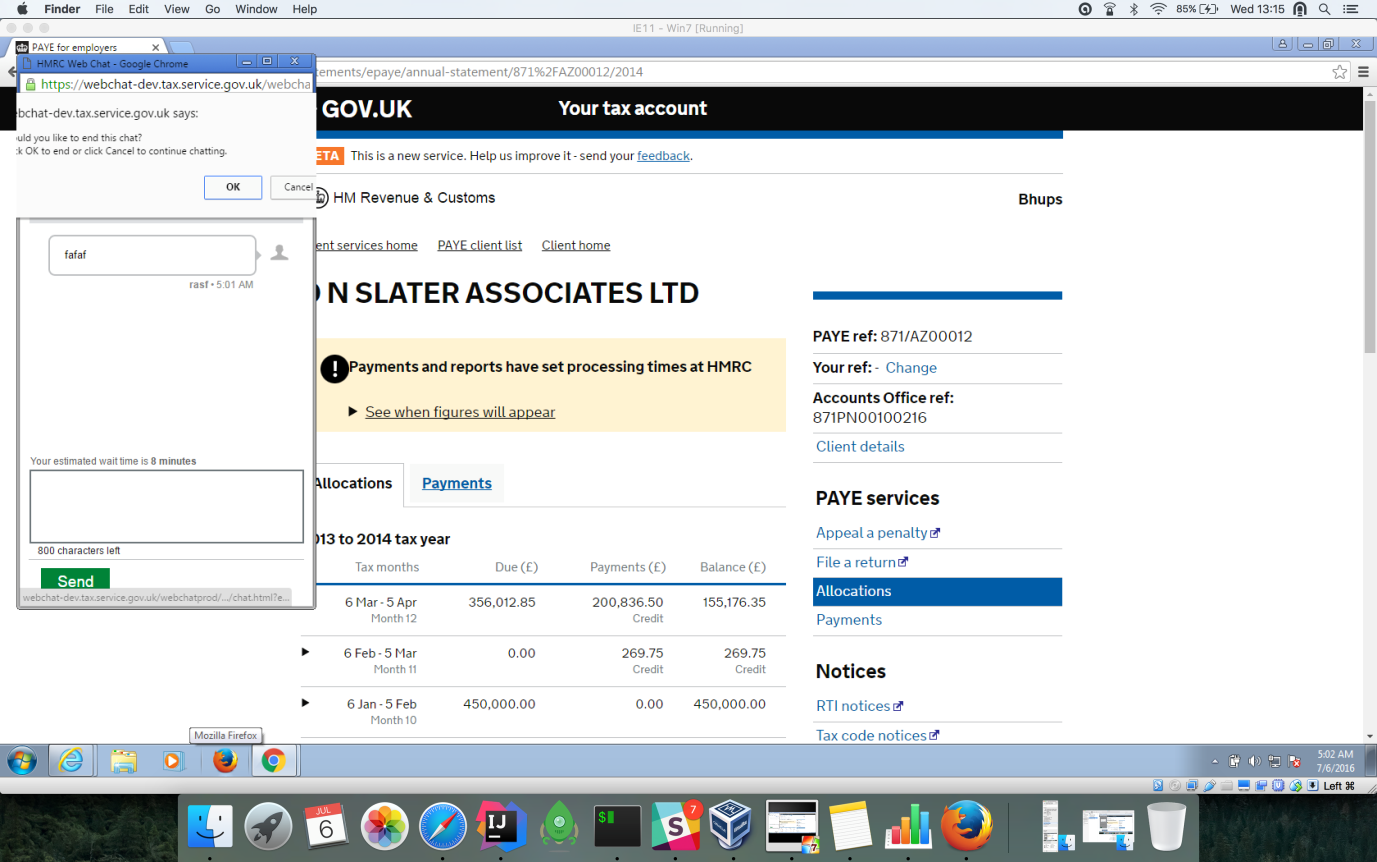 Finder File Edit View Go Window Help
85% Wed 13:15
IE11 - Win7 [Running]
PAYE for employers
HMRC Web Chat - Google Chrome
https://webchat-dev.tax.service.gov.uk/webcha
tements/epaye/annual-statement/871%2FAZ00012/2014
GOV.UK Your tax account
ebchat-dev.tax.service.gov.uk says:
ould you like to end this chat?
ck OK to end or click Cancel to continue chatting.
OK Cancel
ETA This is a new service. Help us improve it - send your feedback.
HM Revenue & Customs
Bhups
ent services home PAYE client list Client home
fafaf
rasf • 5:01 AM
N SLATER ASSOCIATES LTD
PAYE ref: 871/AZ00012
Your ref: - Change
Accounts Office ref:
871PN00100216
Client details
! Payments and reports have set processing times at HMRC
See when figures will appear
Your estimated wait time is 8 minutes
800 characters left
Send
webchat-dev.tax.service.gov.uk/webchatprod/.../chat.html?e...
Allocations Payments
013 to 2014 tax year
Tax months Due (£) Payments (£) Balance (£)
6 Mar - 5 Apr 356,012.85 200,836.50 155,176.35
Month 12 Credit
6 Feb - 5 Mar 0.00 269.75 269.75
Month 11 Credit Credit
6 Jan - 5 Feb 450,000.00 0.00 450,000.00
Month 10
PAYE services
Appeal a penalty
File a return
Allocations
Payments
Notices
RTI notices
Tax code notices
Mozilla Firefox
5:02 AM
7/6/2016
Left ⌘
JUL
6
IJ
$
S
7
7